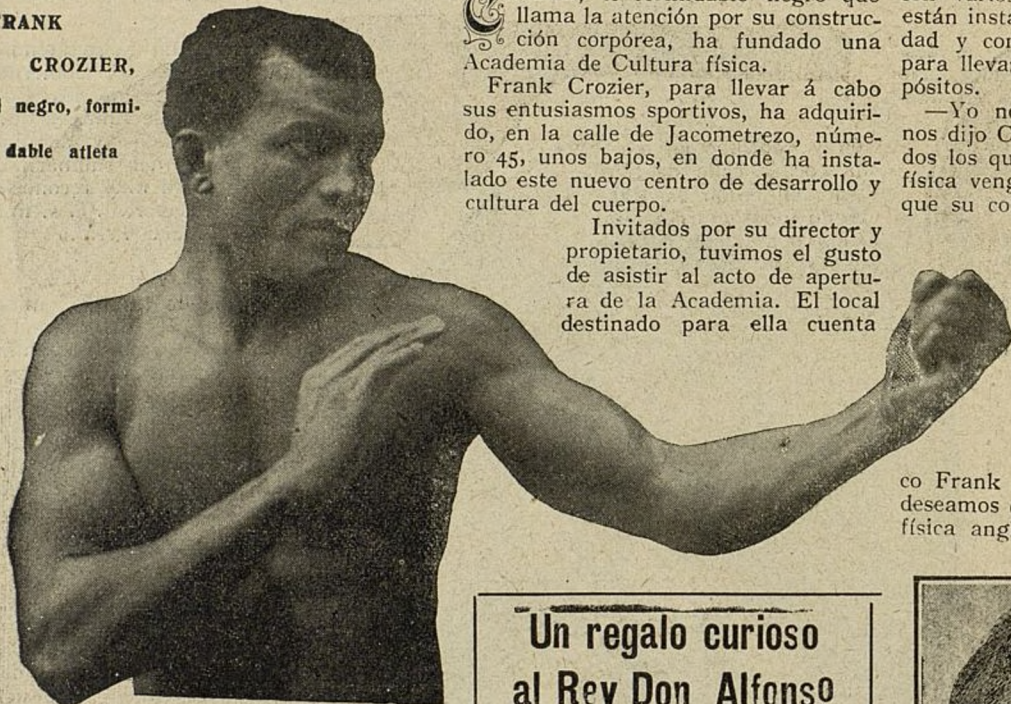 FRANK
CROZIER,
negro, formi-
dable atleta
llama la atención por su construc-
ción corpórea, ha fundado una
Academia de Cultura física.
Frank Crozier, para llevar á cabo
sus entusiasmos sportivos, ha adquiri-
do, en la calle de Jacometrezo, núme-
ro 45, unos bajos, en donde ha insta-
lado este nuevo centro de desarrollo y
cultura del cuerpo.
Invitados por su director y
propietario, tuvimos el gusto
de asistir al acto de apertu-
ra de la Academia. El local
destinado para ella cuenta
están insta
dad y con
para lleva
pósitos.
—Yo n
nos dijo C
dos los qu
física veng
que su co
co Frank
deseamos
física ang
Un regalo curioso
al Rey Don Alfonso